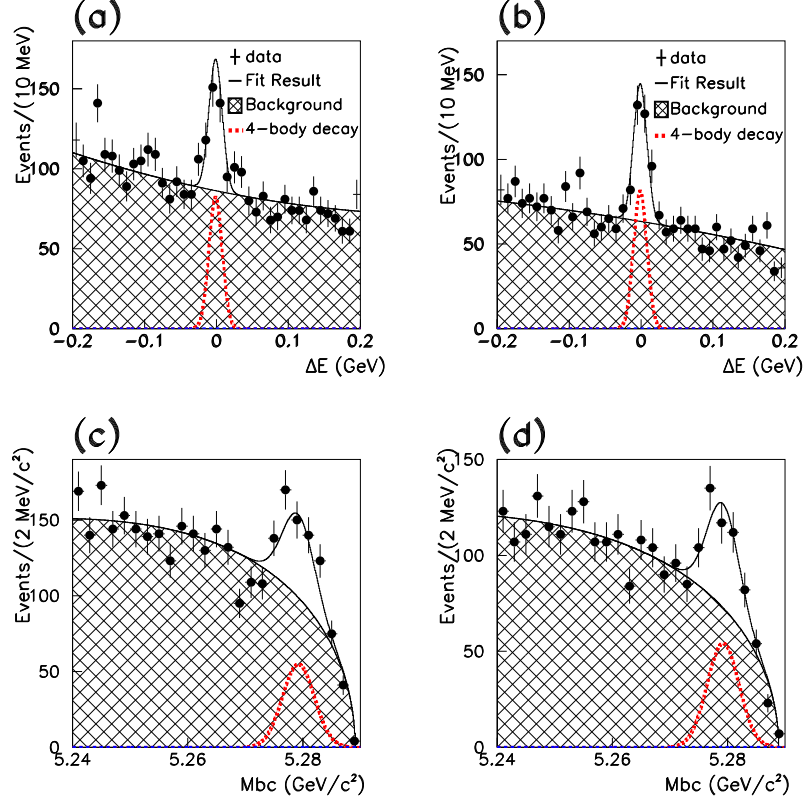 (a)
Events/(10 MeV)
150
100
50
0
data
Fit Result
Background
4-body decay
-0.2 -0.1 0 0.1 0.2
ΔE (GeV)
(b)
Events/(10 MeV)
150
100
50
0
data
Fit Result
Background
4-body decay
-0.2 -0.1 0 0.1 0.2
ΔE (GeV)
(c)
Events/(2 MeV/c²)
150
100
50
0
5.24 5.26 5.28
Mbc (GeV/c²)
(d)
Events/(2 MeV/c²)
150
100
50
0
5.24 5.26 5.28
Mbc (GeV/c²)